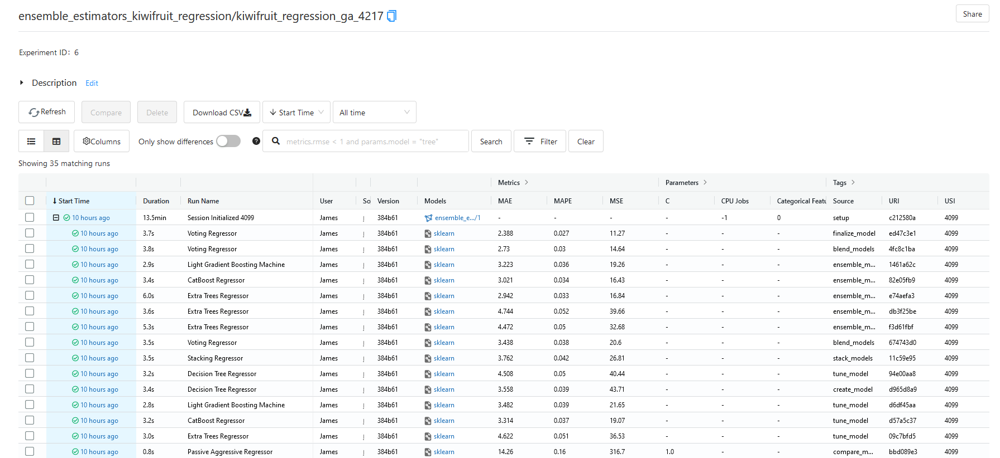 ensemble_estimators_kiwifruit_regression/kiwifruit_regression_ga_4217
Share
Experiment ID: 6
Description Edit
Refresh Compare Delete Download CSV Start Time All time
Columns Only show differences metrics.rmse < 1 and params.model = "tree" Search Filter Clear
Showing 35 matching runs
Metrics Parameters Tags
Start Time Duration Run Name User So Version Models MAE MAPE MSE C CPU Jobs Categorical Featu Source URI USI
10 hours ago 13.5min Session Initialized 4099 James 384b61 ensemble_e.../1 - - - - -1 0 setup c212580a 4099
10 hours ago 3.7s Voting Regressor James 384b61 sklearn 2.388 0.027 11.27 - - - finalize_model ed47c3e1 4099
10 hours ago 3.8s Voting Regressor James 384b61 sklearn 2.73 0.03 14.64 - - - blend_models 4fc8c1ba 4099
10 hours ago 2.9s Light Gradient Boosting Machine James 384b61 sklearn 3.223 0.036 19.26 - - - ensemble_m... 1461a62c 4099
10 hours ago 3.4s CatBoost Regressor James 384b61 sklearn 3.021 0.034 16.43 - - - ensemble_m... 82e05fb9 4099
10 hours ago 6.0s Extra Trees Regressor James 384b61 sklearn 2.942 0.033 16.84 - - - ensemble_m... e74aefa3 4099
10 hours ago 3.6s Extra Trees Regressor James 384b61 sklearn 4.744 0.052 39.66 - - - ensemble_m... db3f25be 4099
10 hours ago 5.3s Extra Trees Regressor James 384b61 sklearn 4.472 0.05 32.68 - - - ensemble_m... f3d61fbf 4099
10 hours ago 3.5s Voting Regressor James 384b61 sklearn 3.438 0.038 20.6 - - - blend_models 674743d0 4099
10 hours ago 3.5s Stacking Regressor James 384b61 sklearn 3.762 0.042 26.81 - - - stack_models 11c59e95 4099
10 hours ago 3.2s Decision Tree Regressor James 384b61 sklearn 4.508 0.05 40.44 - - - tune_model 94e00aa8 4099
10 hours ago 3.4s Decision Tree Regressor James 384b61 sklearn 3.558 0.039 43.71 - - - create_model d965d8a9 4099
10 hours ago 2.8s Light Gradient Boosting Machine James 384b61 sklearn 3.482 0.039 21.65 - - - tune_model d6df45aa 4099
10 hours ago 3.2s CatBoost Regressor James 384b61 sklearn 3.314 0.037 19.07 - - - tune_model d57a5c37 4099
10 hours ago 3.0s Extra Trees Regressor James 384b61 sklearn 4.622 0.051 36.53 - - - tune_model 09c7bfd5 4099
10 hours ago 0.8s Passive Aggressive Regressor James 384b61 sklearn 14.26 0.16 316.7 1.0 - - compare_m... bbd089e3 4099